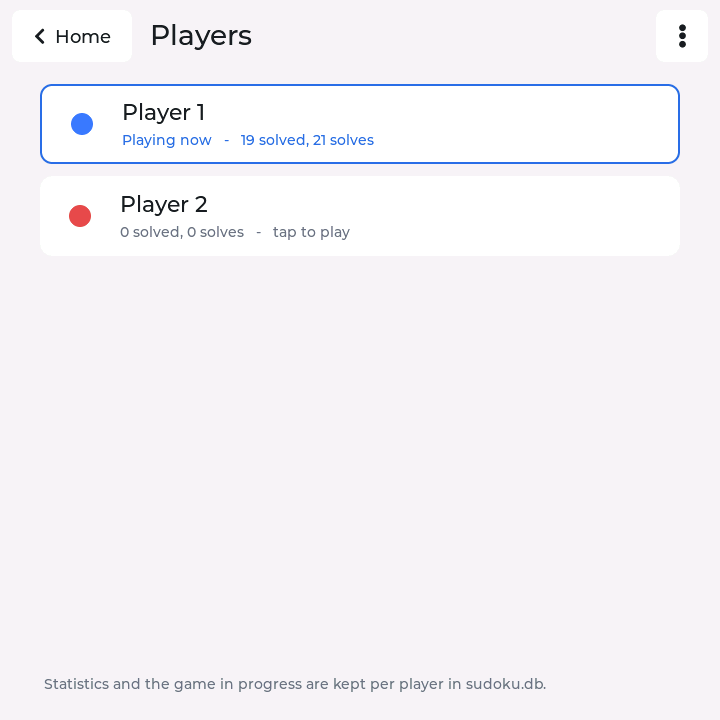 Home
Players
Player 1
Playing now - 19 solved, 21 solves
Player 2
0 solved, 0 solves - tap to play
Statistics and the game in progress are kept per player in sudoku.db.